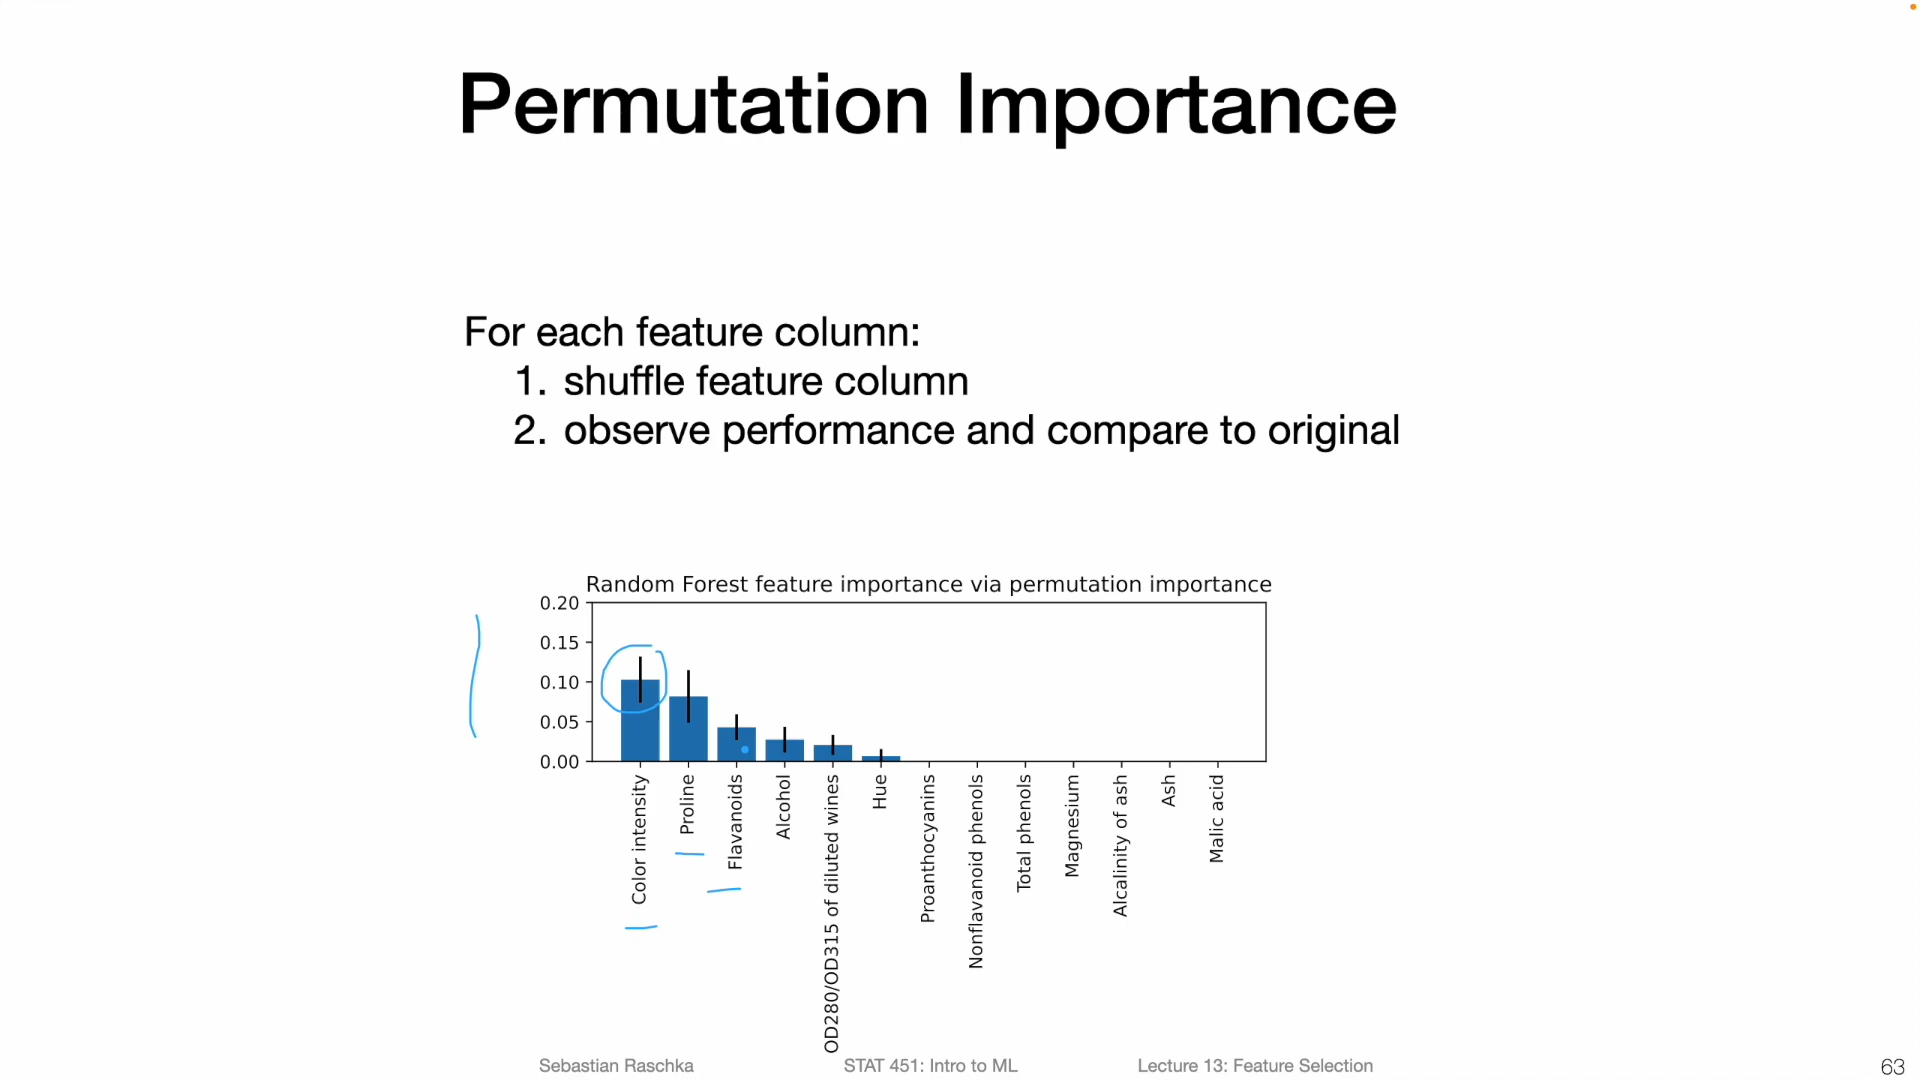 Permutation Importance
For each feature column:
1. shuffle feature column
2. observe performance and compare to original
Random Forest feature importance via permutation importance
0.20
0.15
0.10
0.05
0.00
Color intensity
Proline
Flavanoids
Alcohol
OD280/OD315 of diluted wines
Hue
Proanthocyanins
Nonflavanoid phenols
Total phenols
Magnesium
Alcalinity of ash
Ash
Malic acid
Sebastian Raschka STAT 451: Intro to ML Lecture 13: Feature Selection 63